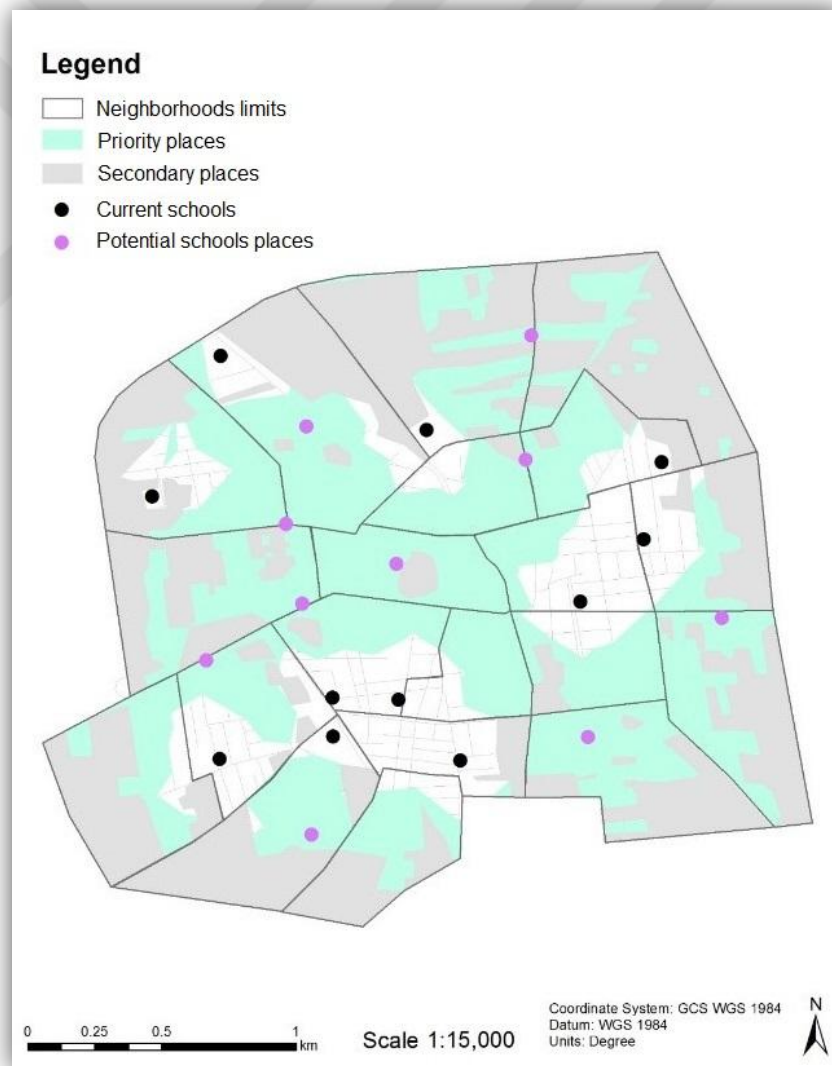 Legend
Neighborhoods limits
Priority places
Secondary places
Current schools
Potential schools places
0 0.25 0.5 1
km
Scale 1:15,000
Coordinate System: GCS WGS 1984
Datum: WGS 1984
Units: Degree
N